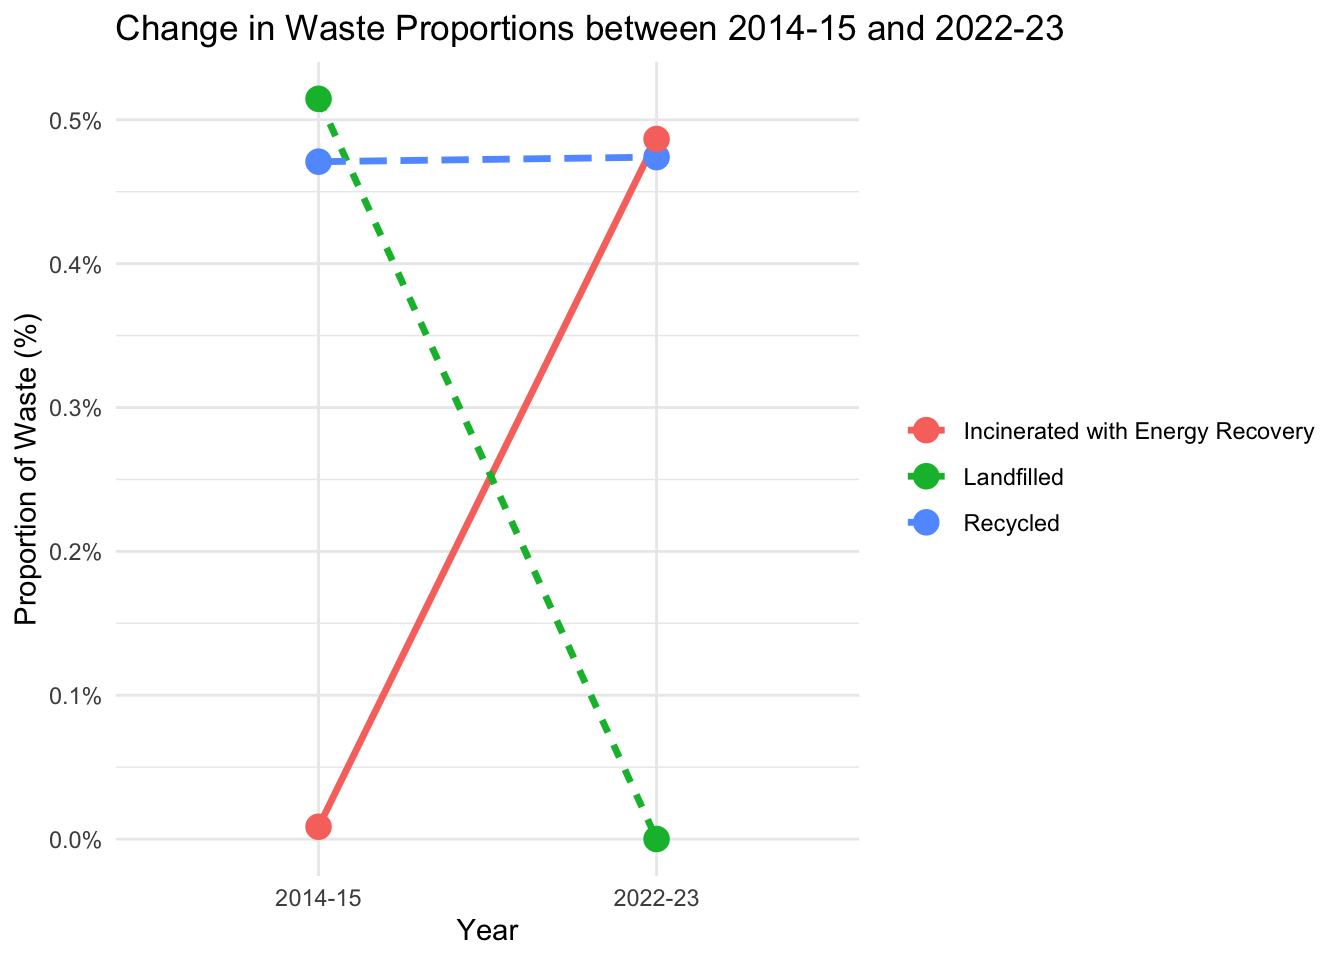 Change in Waste Proportions between 2014-15 and 2022-23
Proportion of Waste (%)
0.5%
0.4%
0.3%
0.2%
0.1%
0.0%
2014-15
2022-23
Year
Incinerated with Energy Recovery
Landfilled
Recycled